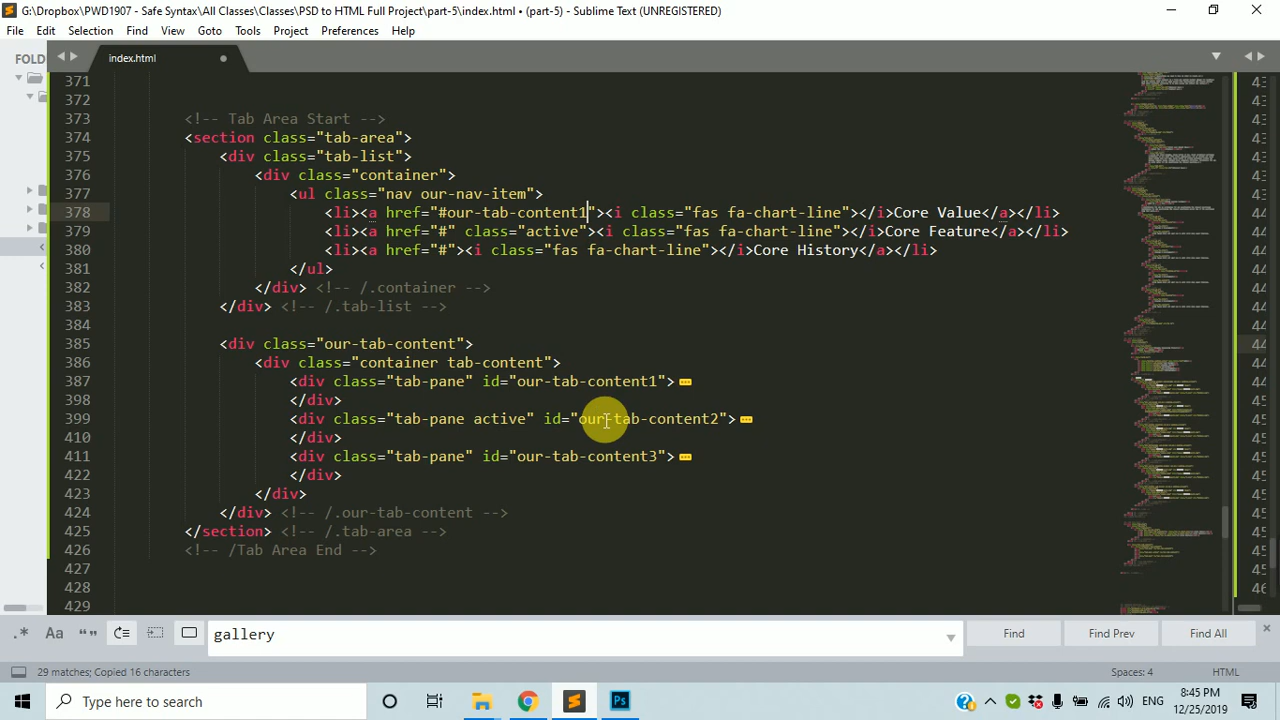 G:\Dropbox\PWD1907 - Safe Syntax\All Classes\Classes\PSD to HTML Full Project\part-5\index.html • (part-5) - Sublime Text (UNREGISTERED)
File Edit Selection Find View Goto Tools Project Preferences Help
FOLD
index.html
371
372
373 <!-- Tab Area Start -->
374 <section class="tab-area">
375 <div class="tab-list">
376 <div class="container">
377 <ul class="nav our-nav-item">
378 <li><a href="#our-tab-content1"><i class="fas fa-chart-line"></i>Core Value</a></li>
379 <li><a href="#" class="active"><i class="fas fa-chart-line"></i>Core Feature</a></li>
380 <li><a href="#"><i class="fas fa-chart-line"></i>Core History</a></li>
381 </ul>
382 </div> <!-- /.container -->
383 </div> <!-- /.tab-list -->
384
385 <div class="our-tab-content">
386 <div class="container tab-content">
387 <div class="tab-pane" id="our-tab-content1">
398 </div>
399 <div class="tab-pane active" id="our-tab-content2">
410 </div>
411 <div class="tab-pane" id="our-tab-content3">
422 </div>
423 </div>
424 </div> <!-- /.our-tab-content -->
425 </section> <!-- /.tab-area -->
426 <!-- /Tab Area End -->
427
428
429
.* Aa “” gallery Find Find Prev Find All
29 matches; Copied 16 characters Spaces: 4 HTML
Type here to search ENG 8:45 PM
12/25/2019